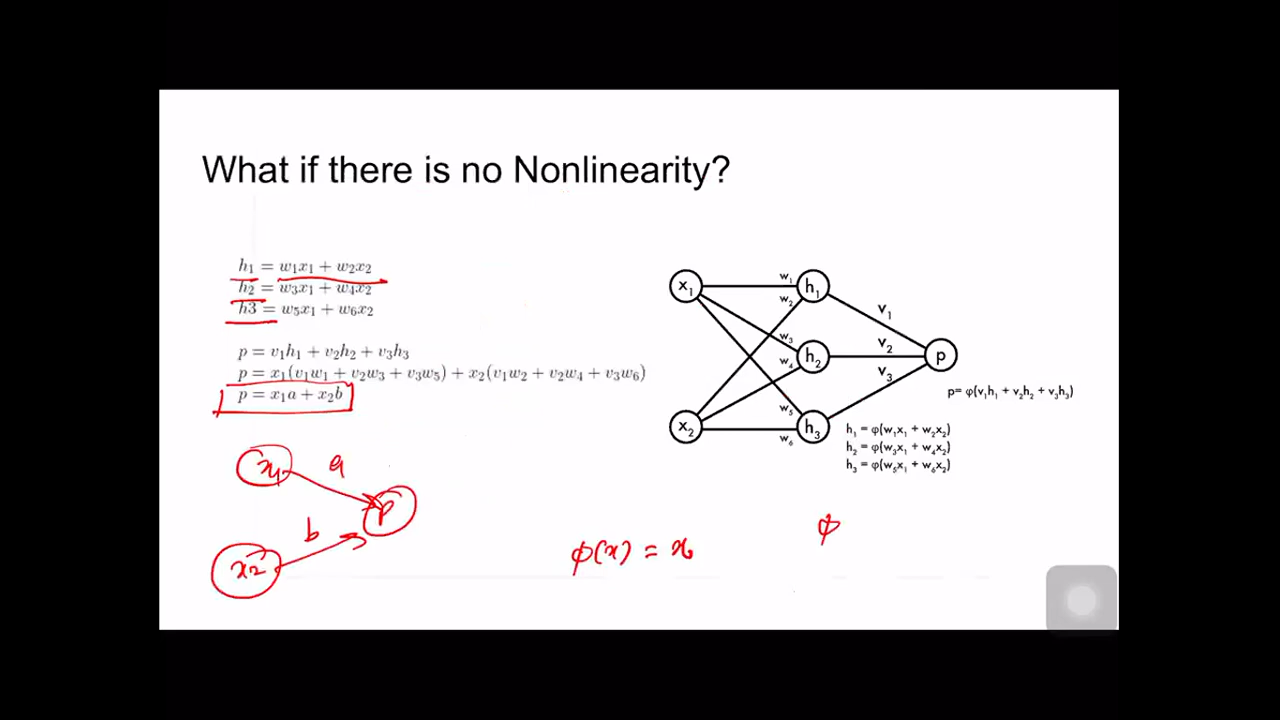 What if there is no Nonlinearity?
h₁ = w₁x₁ + w₂x₂
h₂ = w₃x₁ + w₄x₂
h3 = w₅x₁ + w₆x₂
p = v₁h₁ + v₂h₂ + v₃h₃
p = x₁(v₁w₁ + v₂w₃ + v₃w₅) + x₂(v₁w₂ + v₂w₄ + v₃w₆)
p = x₁a + x₂b
x₁ w₁ h₁
w₂
v₁
w₃
w₄ h₂ v₂ p
v₃
w₅
x₂ w₆ h₃
p= φ(v₁h₁ + v₂h₂ + v₃h₃)
h₁ = φ(w₁x₁ + w₂x₂)
h₂ = φ(w₃x₁ + w₄x₂)
h₃ = φ(w₅x₁ + w₆x₂)
x₁ a
p
b
x₂
φ(x) = x
φ